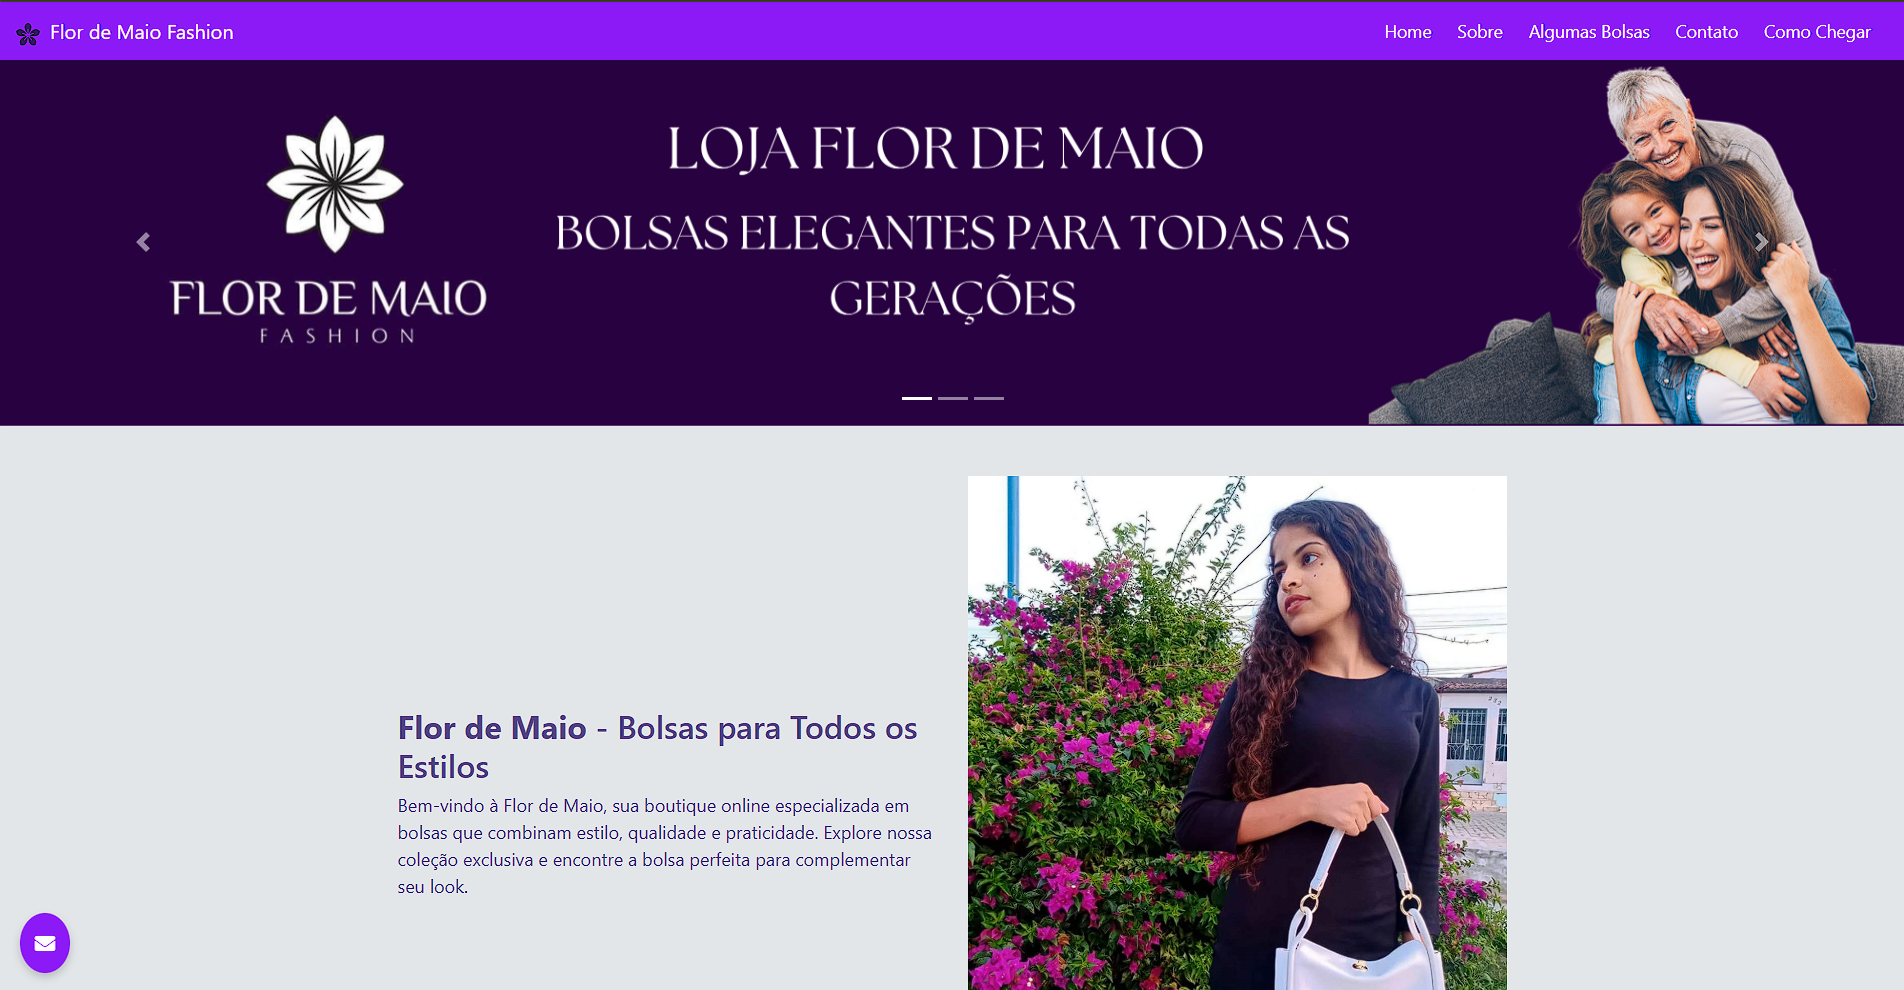 Flor de Maio Fashion
Home Sobre Algumas Bolsas Contato Como Chegar
FLOR DE MAIO
FASHION
LOJA FLOR DE MAIO
BOLSAS ELEGANTES PARA TODAS AS
GERAÇÕES
Flor de Maio - Bolsas para Todos os
Estilos
Bem-vindo à Flor de Maio, sua boutique online especializada em
bolsas que combinam estilo, qualidade e praticidade. Explore nossa
coleção exclusiva e encontre a bolsa perfeita para complementar
seu look.